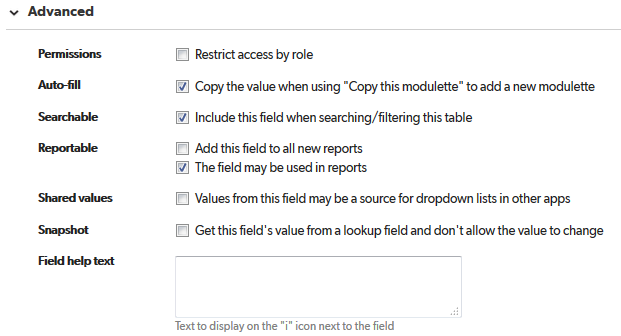 Advanced
Permissions Restrict access by role
Auto-fill Copy the value when using "Copy this modulette" to add a new modulette
Searchable Include this field when searching/filtering this table
Reportable Add this field to all new reports
The field may be used in reports
Shared values Values from this field may be a source for dropdown lists in other apps
Snapshot Get this field's value from a lookup field and don't allow the value to change
Field help text
Text to display on the "i" icon next to the field